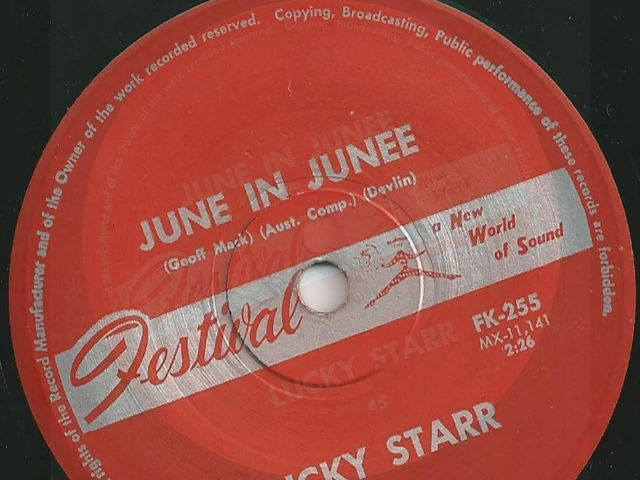 rights of the Record Manufacturer and of the Owner of the work recorded reserved. Copying, Broadcasting, Public performance of these records are forbidden.
JUNE IN JUNEE
(Geoff Mack) (Aust. Comp.) (Devlin)
a New
World
of Sound
Festival
FK-255
MX-11,141
2:26
45
LUCKY STARR